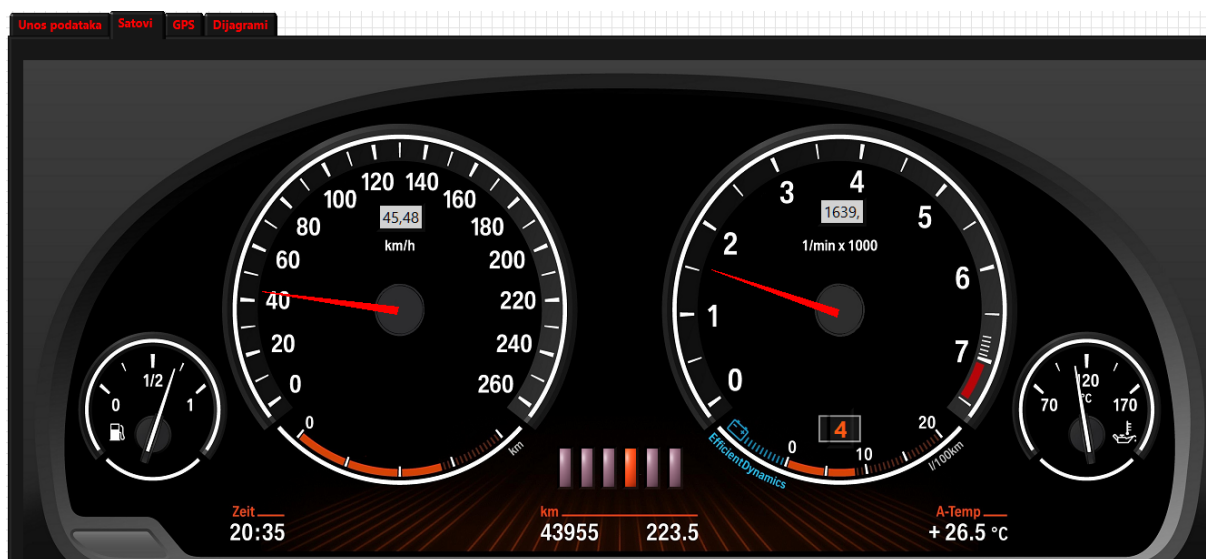 Unos podataka
Satovi
GPS
Dijagrami
0
20
40
60
80
100
120
140
160
180
200
220
240
260
45,48
km/h
0
km
0
1
2
3
4
5
6
7
1639,
1/min x 1000
4
0
10
20
l/100km
EfficientDynamics
0
1/2
1
70
120
°C
170
Zeit
20:35
km
43955 223.5
A-Temp
+ 26.5 °C